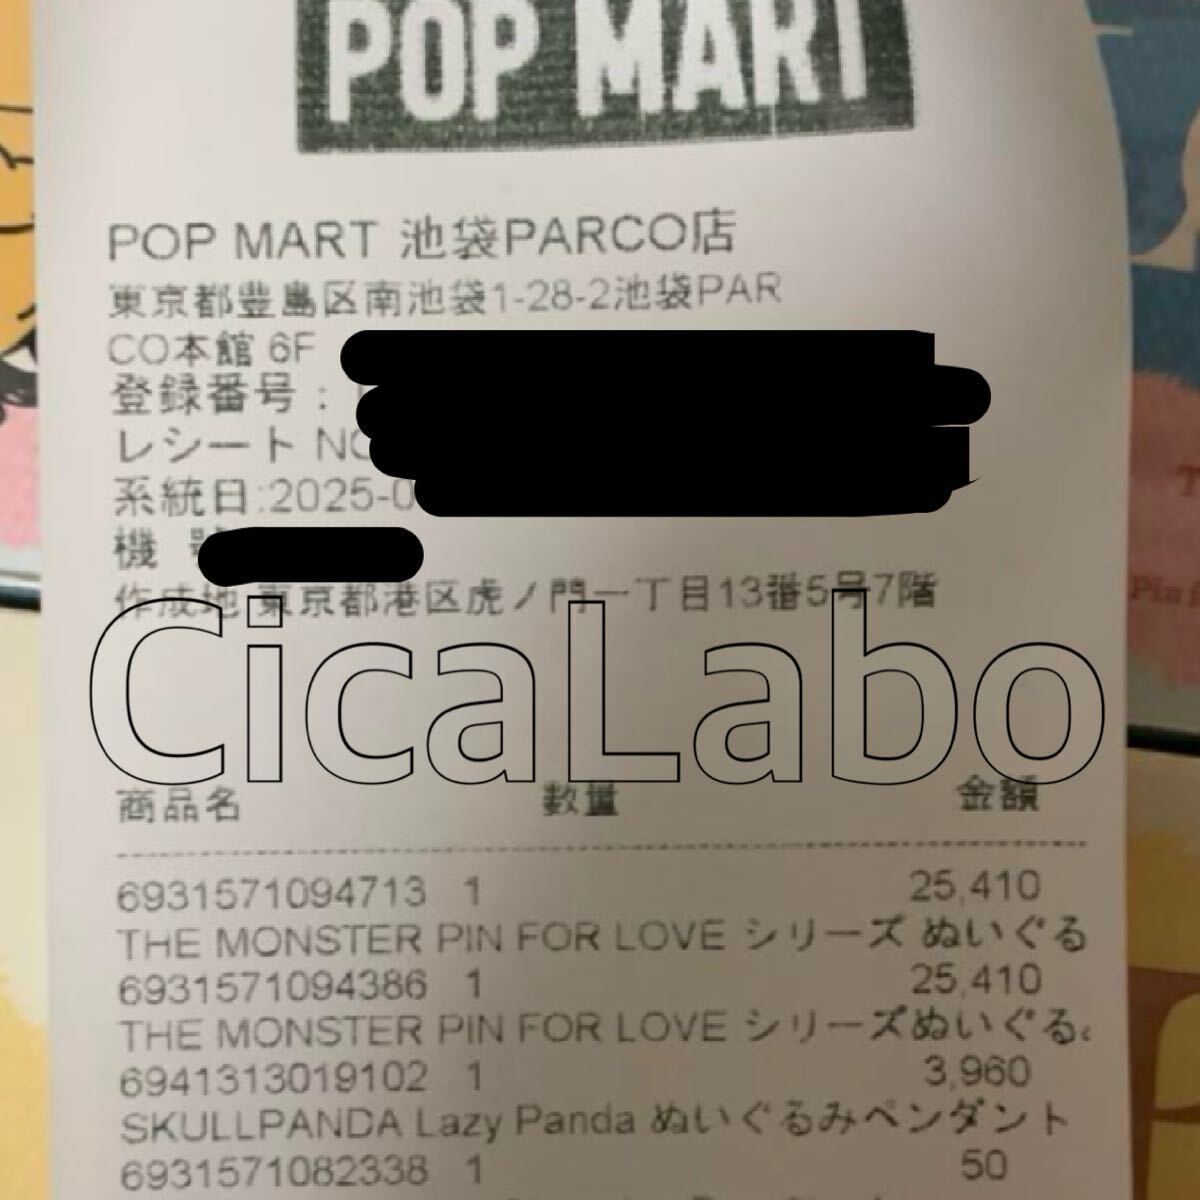 POP MART
POP MART 池袋PARCO店
東京都豊島区南池袋1-28-2池袋PAR
CO本館 6F
登録番号:
レシート NO
系統日:2025-0
機 号
作成地 東京都港区虎ノ門一丁目13番5号7階
CicaLabo
商品名 数量 金額
6931571094713 1 25,410
THE MONSTER PIN FOR LOVE シリーズ ぬいぐる
6931571094386 1 25,410
THE MONSTER PIN FOR LOVE シリーズぬいぐる
6941313019102 1 3,960
SKULLPANDA Lazy Panda ぬいぐるみペンダント
6931571082338 1 50